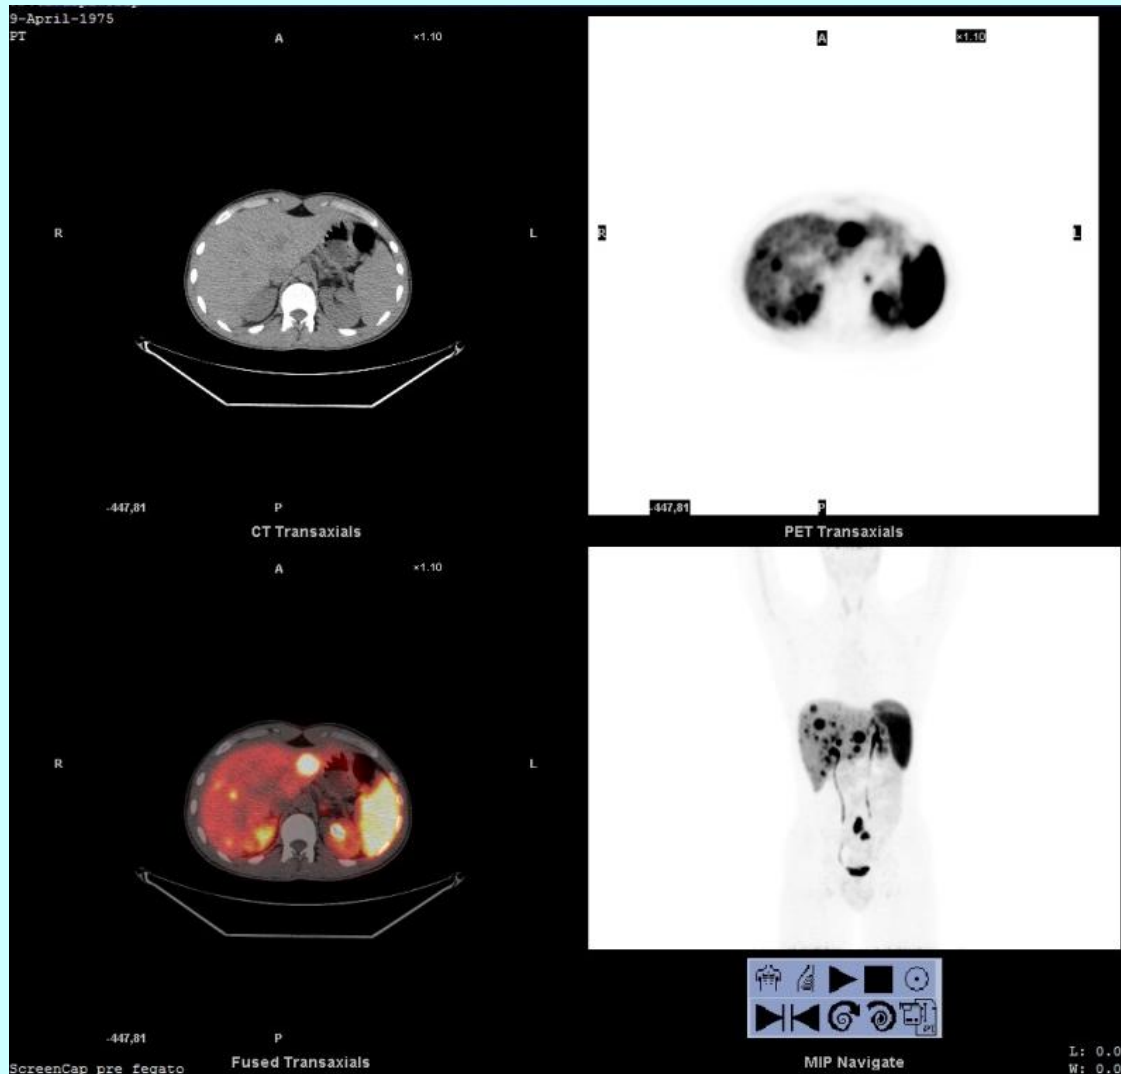 9-April-1975
PT
A
×1.10
R
L
-447,81
P
CT Transaxials
A
×1.10
R
L
-447,81
P
PET Transaxials
A
×1.10
R
L
-447,81
P
Fused Transaxials
ScreenCap pre fegato
MIP Navigate
L: 0.0
W: 0.0